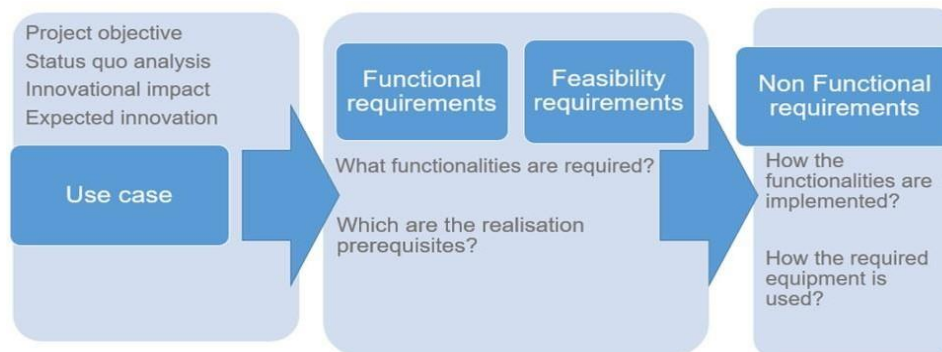 Project objective
Status quo analysis
Innovational impact
Expected innovation
Use case
Functional
requirements
Feasibility
requirements
What functionalities are required?
Which are the realisation
prerequisites?
Non Functional
requirements
How the
functionalities are
implemented?
How the required
equipment is
used?